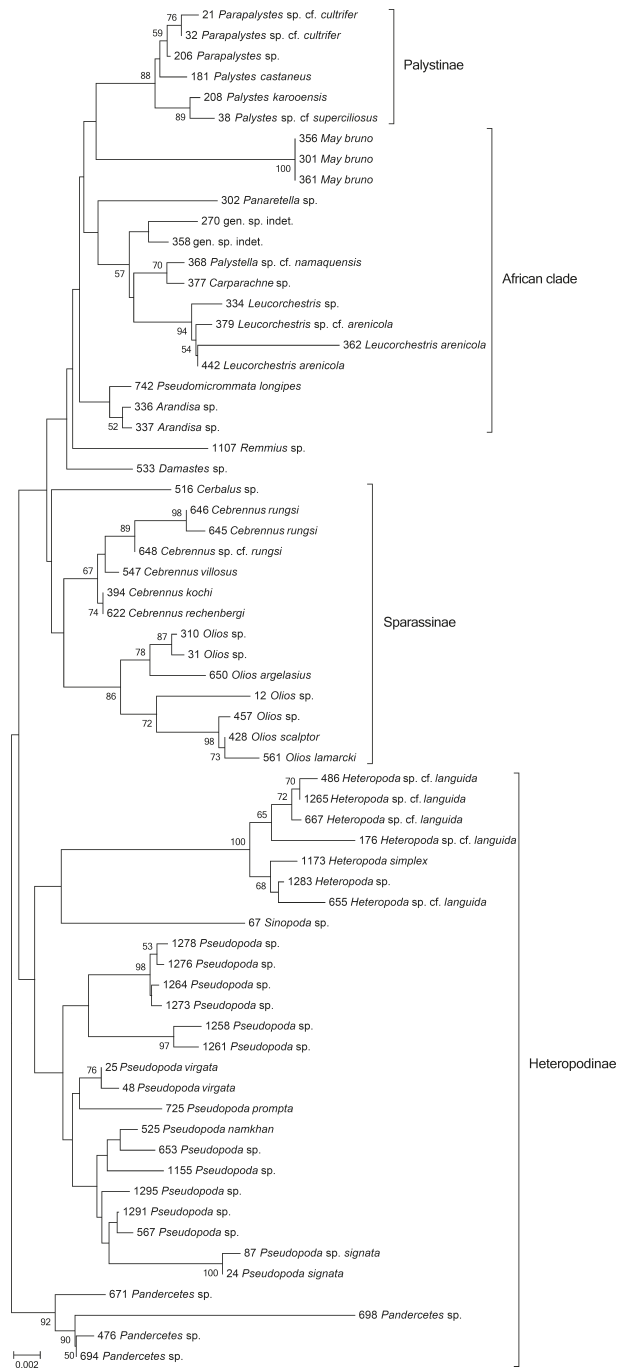 76
21 Parapalystes sp. cf. cultrifer
59
32 Parapalystes sp. cf. cultrifer
206 Parapalystes sp.
Palystinae
88
181 Palystes castaneus
208 Palystes karooensis
89
38 Palystes sp. cf superciliosus
356 May bruno
301 May bruno
100
361 May bruno
302 Panaretella sp.
270 gen. sp. indet.
358 gen. sp. indet.
57
70
368 Palystella sp. cf. namaquensis
377 Carparachne sp.
African clade
334 Leucorchestris sp.
94
379 Leucorchestris sp. cf. arenicola
54
362 Leucorchestris arenicola
442 Leucorchestris arenicola
742 Pseudomicrommata longipes
336 Arandisa sp.
52
337 Arandisa sp.
1107 Remmius sp.
533 Damastes sp.
516 Cerbalus sp.
98
646 Cebrennus rungsi
89
645 Cebrennus rungsi
648 Cebrennus sp. cf. rungsi
67
547 Cebrennus villosus
394 Cebrennus kochi
74
622 Cebrennus rechenbergi
Sparassinae
87
310 Olios sp.
78
31 Olios sp.
650 Olios argelasius
86
12 Olios sp.
72
457 Olios sp.
98
428 Olios scalptor
73
561 Olios lamarcki
70
486 Heteropoda sp. cf. languida
72
1265 Heteropoda sp. cf. languida
65
667 Heteropoda sp. cf. languida
100
176 Heteropoda sp. cf. languida
1173 Heteropoda simplex
68
1283 Heteropoda sp.
655 Heteropoda sp. cf. languida
67 Sinopoda sp.
53
1278 Pseudopoda sp.
98
1276 Pseudopoda sp.
1264 Pseudopoda sp.
1273 Pseudopoda sp.
1258 Pseudopoda sp.
97
1261 Pseudopoda sp.
Heteropodinae
76
25 Pseudopoda virgata
48 Pseudopoda virgata
725 Pseudopoda prompta
525 Pseudopoda namkhan
653 Pseudopoda sp.
1155 Pseudopoda sp.
1295 Pseudopoda sp.
1291 Pseudopoda sp.
567 Pseudopoda sp.
87 Pseudopoda sp. signata
100
24 Pseudopoda signata
671 Pandercetes sp.
92
698 Pandercetes sp.
90
476 Pandercetes sp.
50
694 Pandercetes sp.
0.002